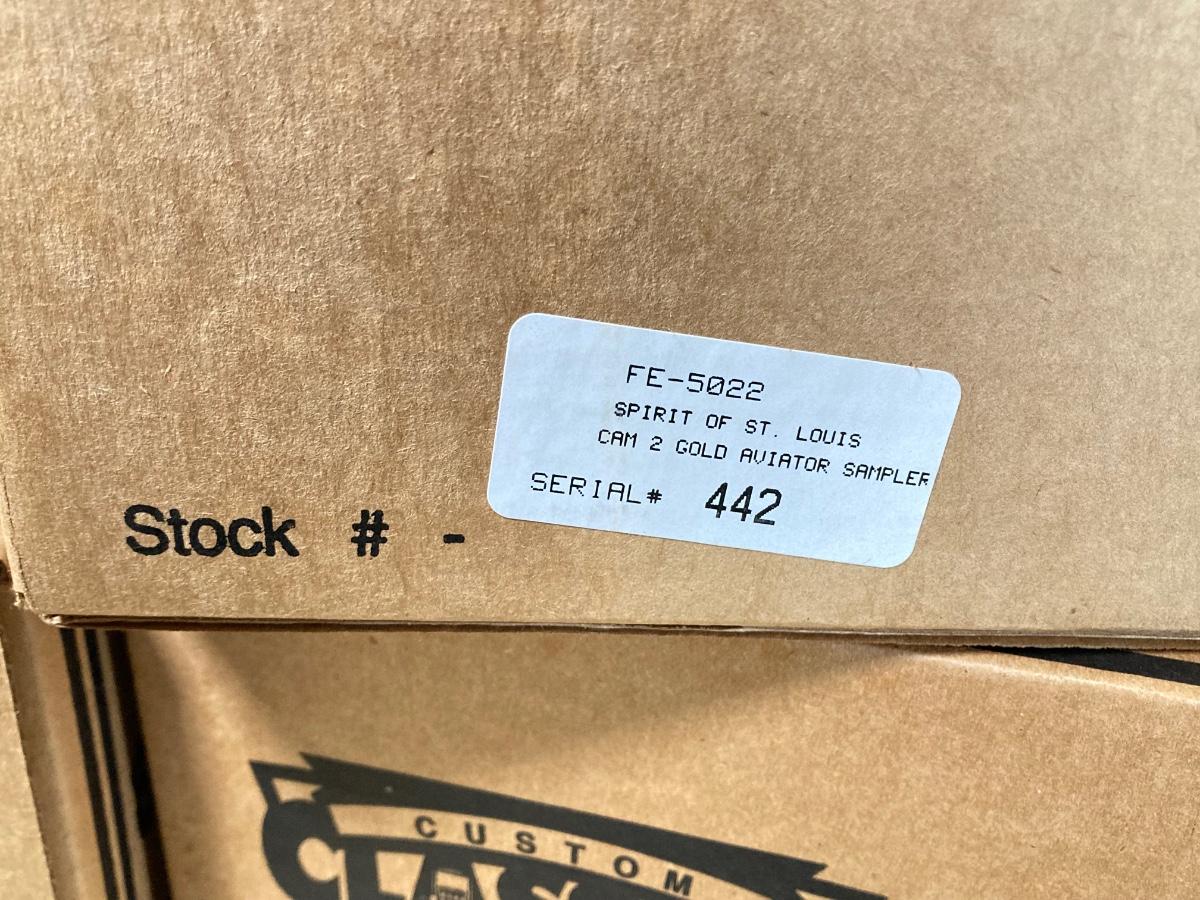 FE-5022
SPIRIT OF ST. LOUIS
CAM 2 GOLD AVIATOR SAMPLER
SERIAL# 442
Stock # -
CUSTOM